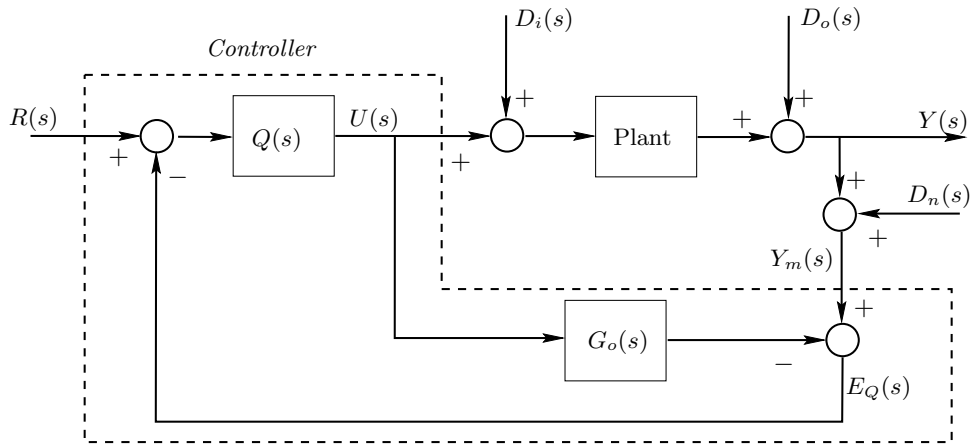 D_i(s)
D_o(s)
Controller
R(s)
+
−
Q(s)
U(s)
+
+
Plant
+
+
Y(s)
+
D_n(s)
+
Y_m(s)
+
G_o(s)
−
E_Q(s)